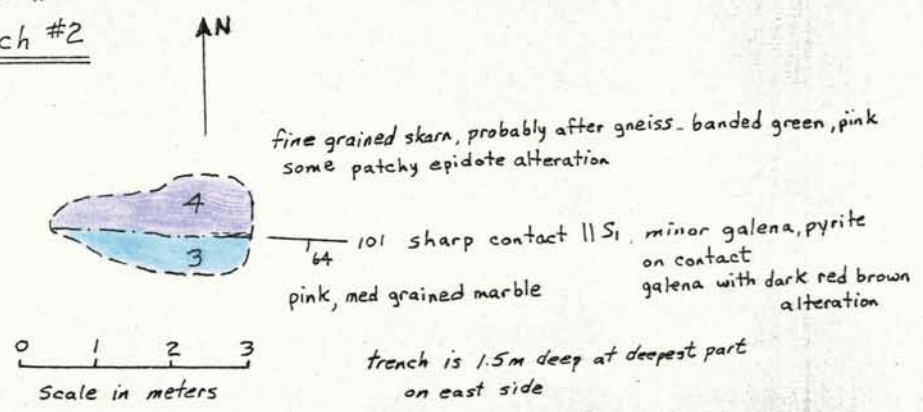 ch #2
N
fine grained skarn, probably after gneiss - banded green, pink
some patchy epidote alteration
4
3
64
101 sharp contact || S1. minor galena, pyrite
on contact
galena with dark red brown
alteration
pink, med grained marble
0 1 2 3
Scale in meters
trench is 1.5m deep at deepest part
on east side